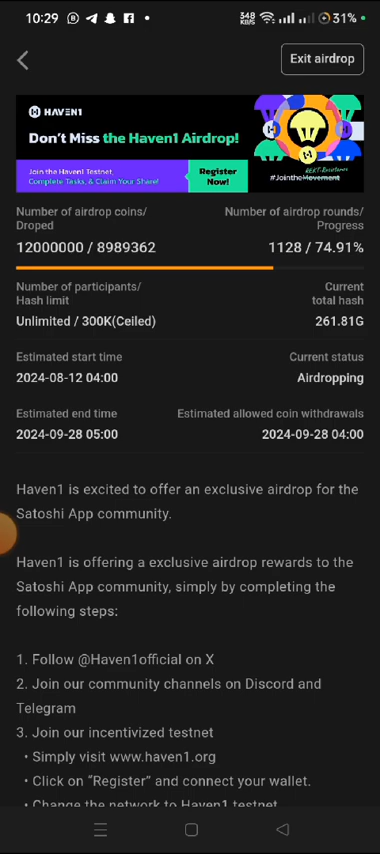 10:29
348 KB/S
31%
Exit airdrop
HAVEN1
Don't Miss the Haven1 Airdrop!
Join the Haven1 Testnet,
Complete Tasks, & Claim Your Share!
Register Now!
#JointheMovement
Number of airdrop coins/ Droped
Number of airdrop rounds/ Progress
12000000 / 8989362
1128 / 74.91%
Number of participants/ Hash limit
Current total hash
Unlimited / 300K(Ceiled)
261.81G
Estimated start time
Current status
2024-08-12 04:00
Airdropping
Estimated end time
Estimated allowed coin withdrawals
2024-09-28 05:00
2024-09-28 04:00
Haven1 is excited to offer an exclusive airdrop for the
Satoshi App community.
Haven1 is offering a exclusive airdrop rewards to the
Satoshi App community, simply by completing the
following steps:
1. Follow @Haven1official on X
2. Join our community channels on Discord and
Telegram
3. Join our incentivized testnet
• Simply visit www.haven1.org
• Click on “Register” and connect your wallet.
• Change the network to Haven1 testnet